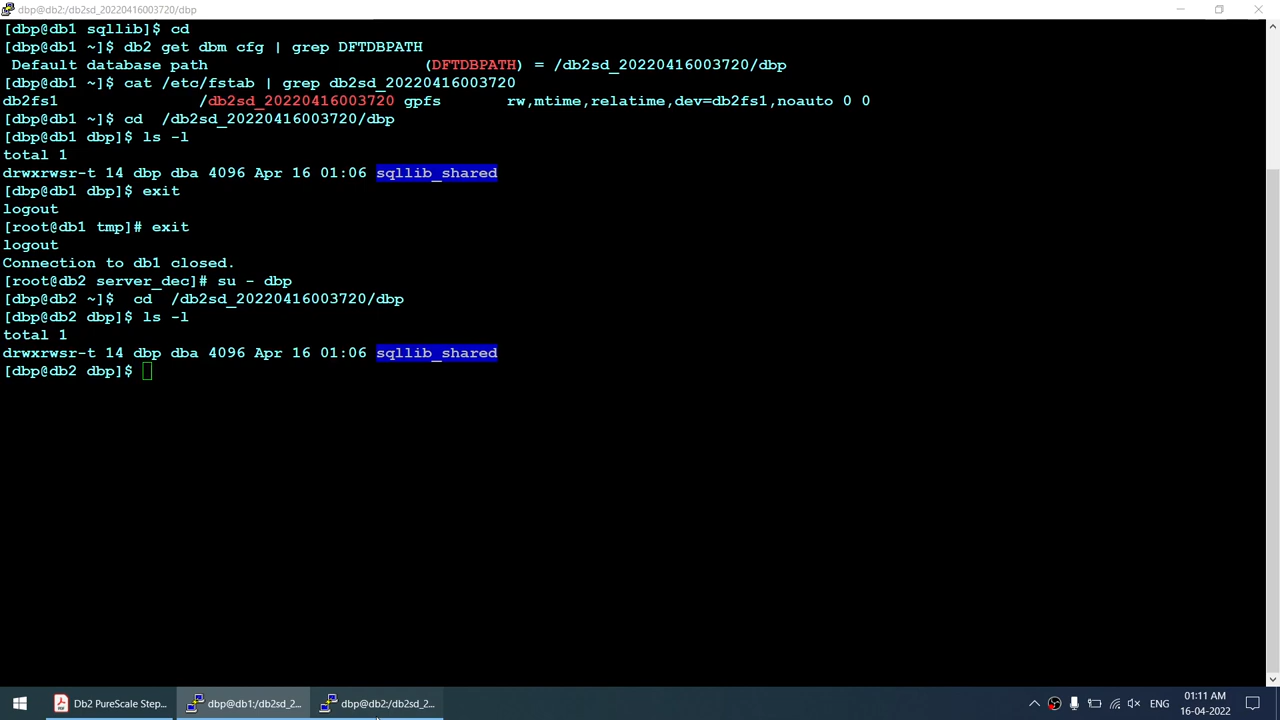 dbp@db2:/db2sd_20220416003720/dbp
[dbp@db1 sqllib]$ cd
[dbp@db1 ~]$ db2 get dbm cfg | grep DFTDBPATH
 Default database path                       (DFTDBPATH) = /db2sd_20220416003720/dbp
[dbp@db1 ~]$ cat /etc/fstab | grep db2sd_20220416003720
db2fs1               /db2sd_20220416003720 gpfs       rw,mtime,relatime,dev=db2fs1,noauto 0 0
[dbp@db1 ~]$ cd  /db2sd_20220416003720/dbp
[dbp@db1 dbp]$ ls -l
total 1
drwxrwsr-t 14 dbp dba 4096 Apr 16 01:06 sqllib_shared
[dbp@db1 dbp]$ exit
logout
[root@db1 tmp]# exit
logout
Connection to db1 closed.
[root@db2 server_dec]# su - dbp
[dbp@db2 ~]$  cd  /db2sd_20220416003720/dbp
[dbp@db2 dbp]$ ls -l
total 1
drwxrwsr-t 14 dbp dba 4096 Apr 16 01:06 sqllib_shared
[dbp@db2 dbp]$
Db2 PureScale Step...
dbp@db1:/db2sd_2...
dbp@db2:/db2sd_2...
ENG
01:11 AM
16-04-2022